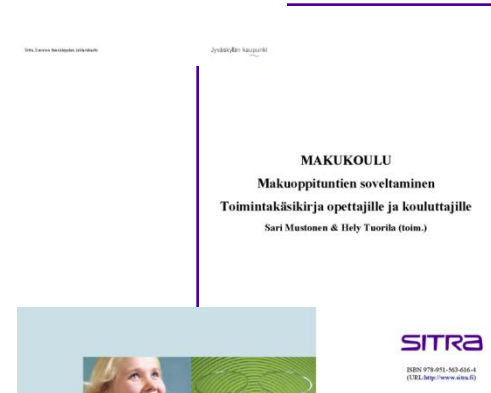 Jyväskylän kaupunki
MAKUKOULU
Makuoppituntien soveltaminen
Toimintakäsikirja opettajille ja kouluttajille
Sari Mustonen & Hely Tuorila (toim.)
SITRA
ISBN 978-951-563-616-4
(URL:http://www.sitra.fi)